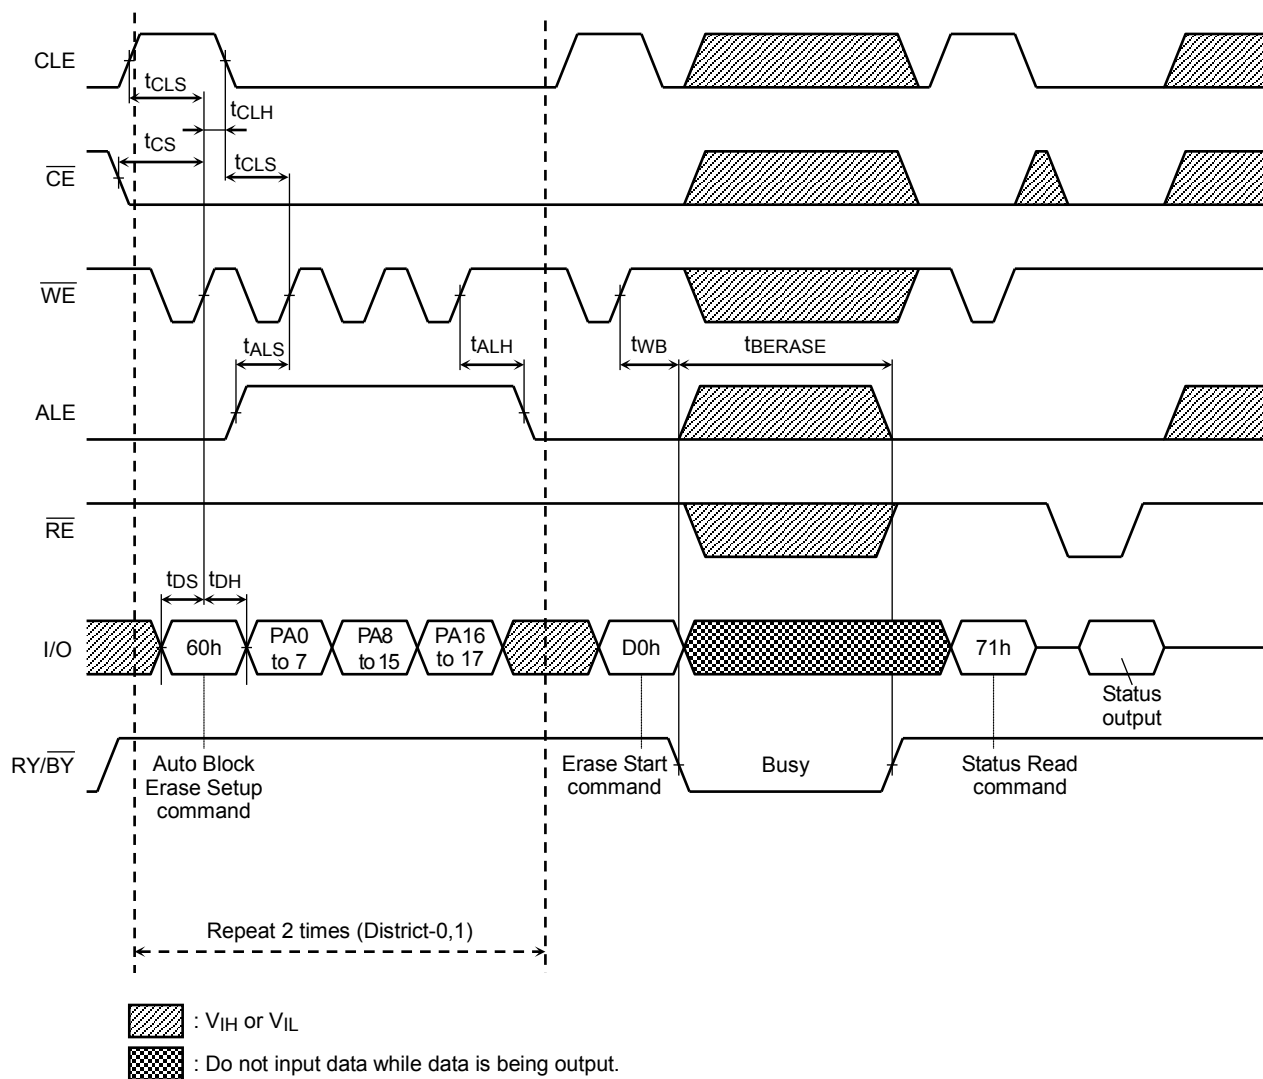 CLE
tCLS
tCLH
tCS
CE
tCLS
WE
tALS
tALH
tWB
tBERASE
ALE
RE
tDS
tDH
I/O
60h
PA0
to 7
PA8
to 15
PA16
to 17
D0h
71h
Status
output
RY/BY
Auto Block
Erase Setup
command
Erase Start
command
Busy
Status Read
command
Repeat 2 times (District-0,1)
: VIH or VIL
: Do not input data while data is being output.